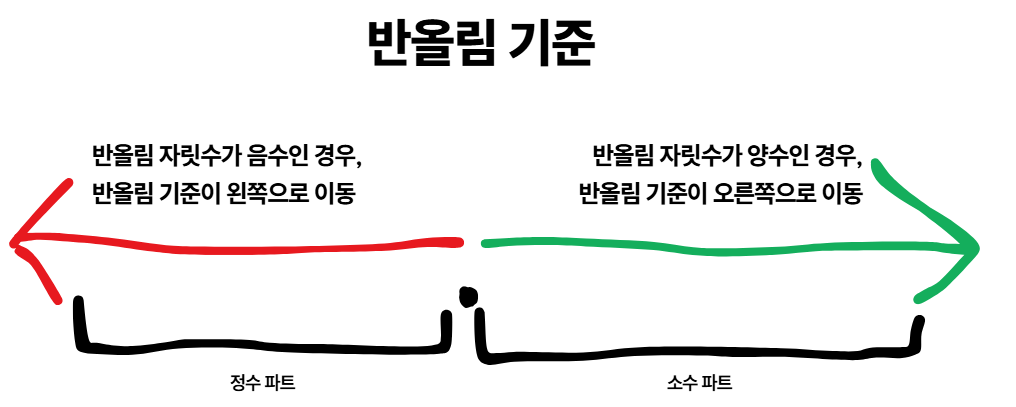 반올림 기준
반올림 자릿수가 음수인 경우,
반올림 기준이 왼쪽으로 이동
반올림 자릿수가 양수인 경우,
반올림 기준이 오른쪽으로 이동
정수 파트
소수 파트